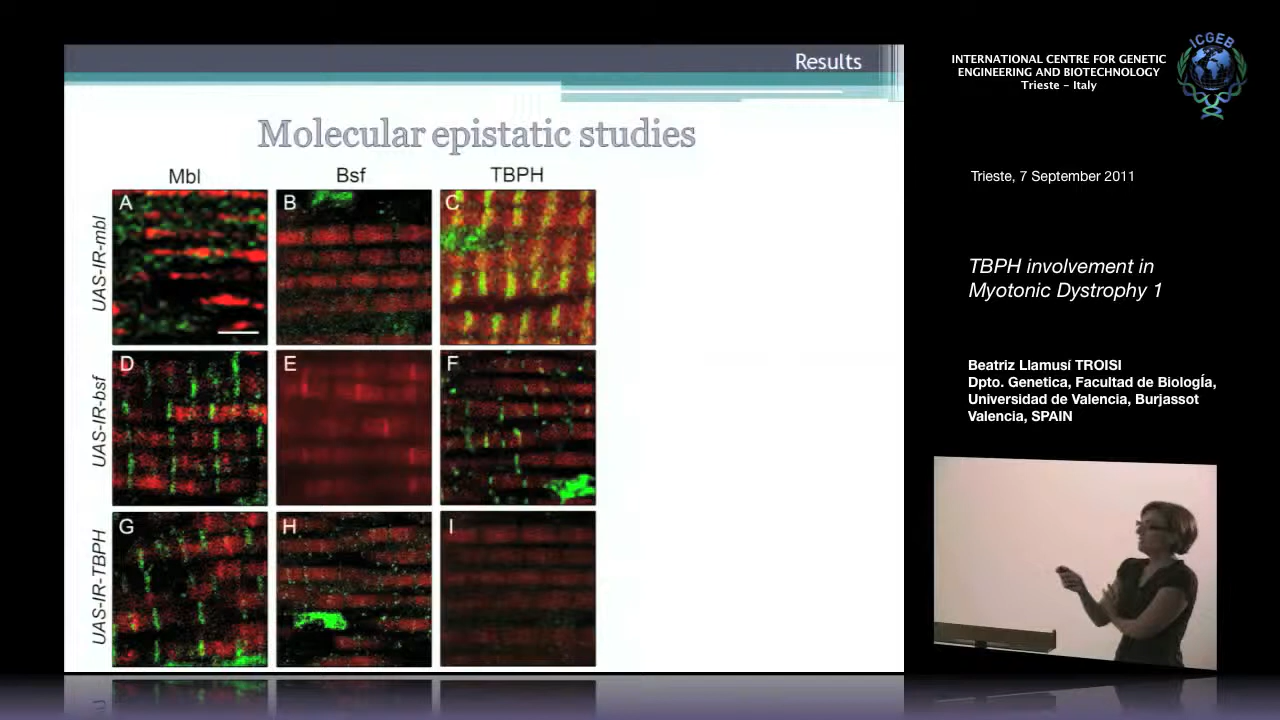 Results
Molecular epistatic studies
Mbl Bsf TBPH
UAS-IR-mbl
A B C
UAS-IR-bsf
D E F
UAS-IR-TBPH
G H I
ICGEB
INTERNATIONAL CENTRE FOR GENETIC
ENGINEERING AND BIOTECHNOLOGY
Trieste – Italy
Trieste, 7 September 2011
TBPH involvement in
Myotonic Dystrophy 1
Beatriz Llamusí TROISI
Dpto. Genetica, Facultad de BiologÍa,
Universidad de Valencia, Burjassot
Valencia, SPAIN